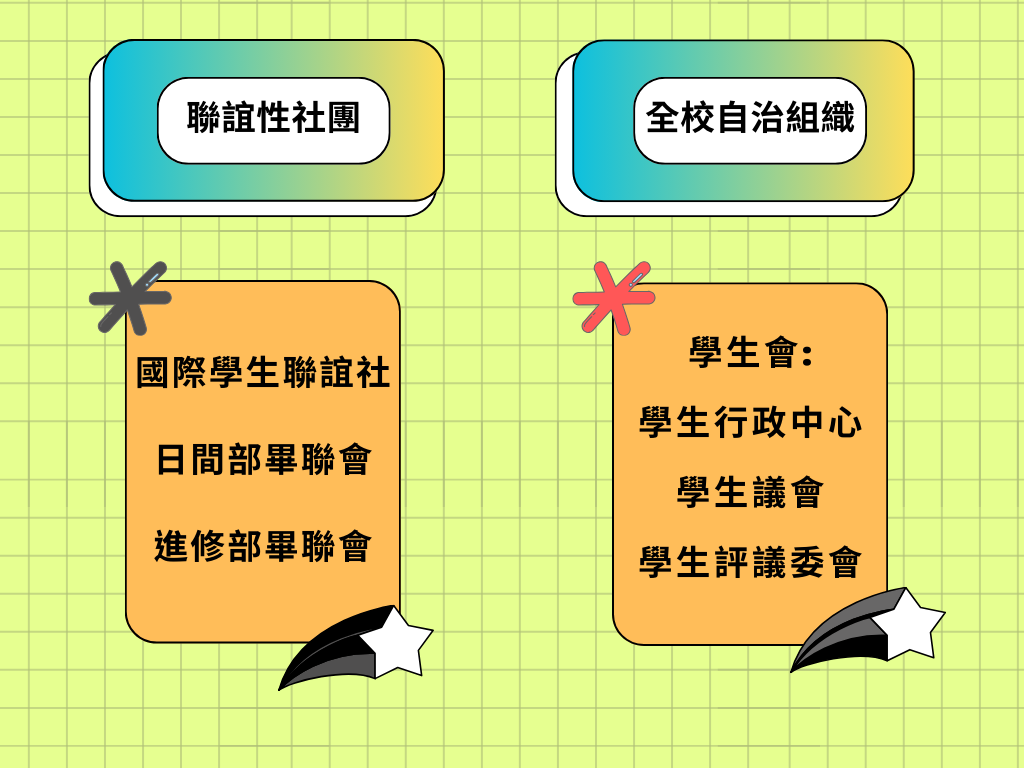 聯誼性社團
國際學生聯誼社
日間部畢聯會
進修部畢聯會
全校自治組織
學生會:
學生行政中心
學生議會
學生評議委會